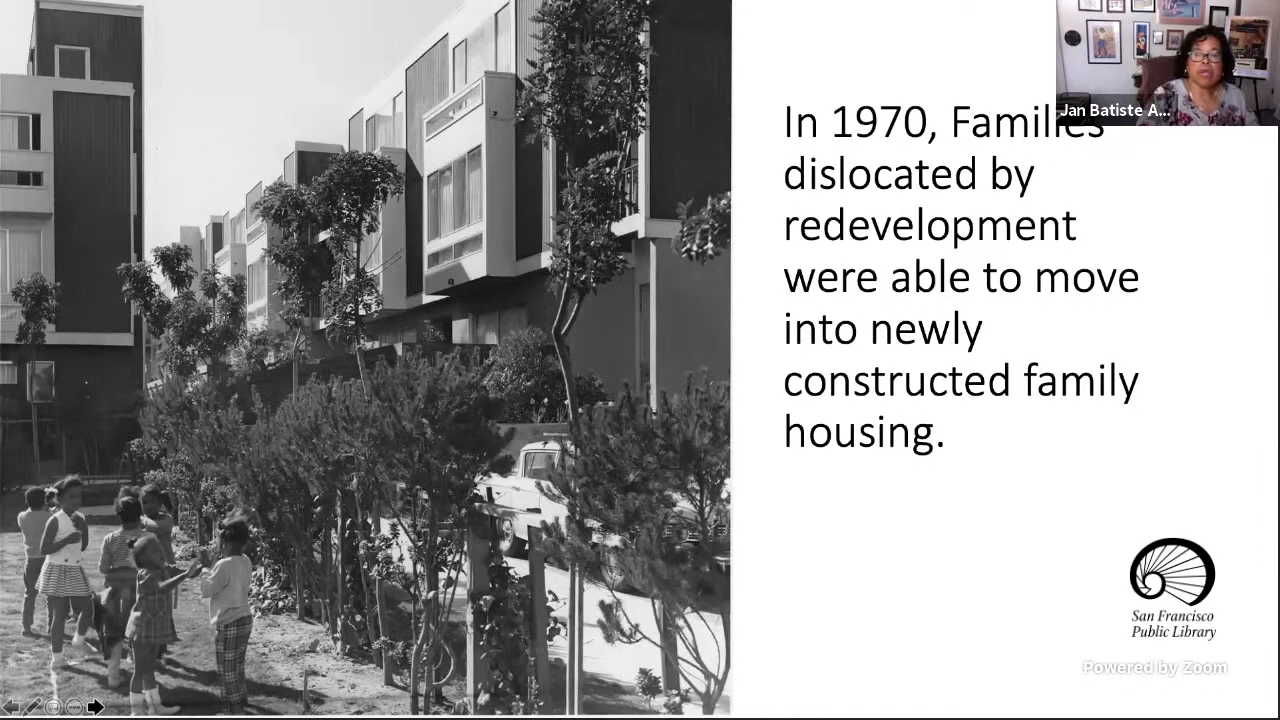 Jan Batiste A...
In 1970, Families
dislocated by
redevelopment
were able to move
into newly
constructed family
housing.
San Francisco
Public Library
Powered by Zoom